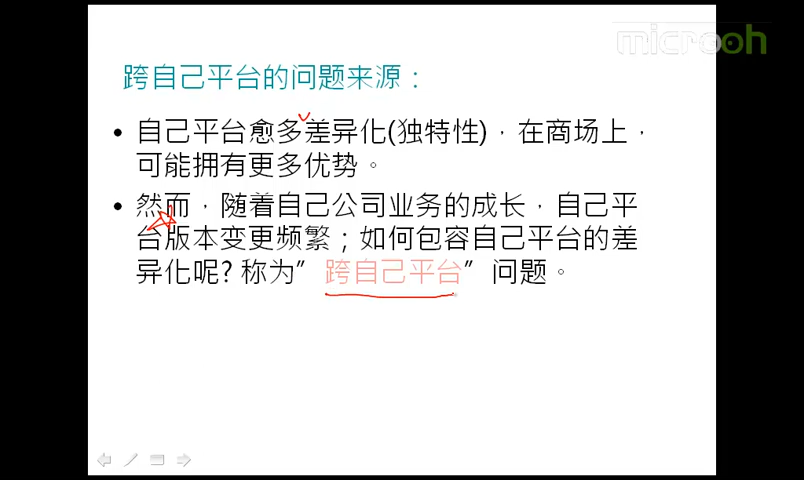 microoh
跨自己平台的问题来源：
• 自己平台愈多差异化(独特性)，在商场上，
可能拥有更多优势。
• 然而，随着自己公司业务的成长，自己平
台版本变更频繁；如何包容自己平台的差
异化呢? 称为”跨自己平台”问题。